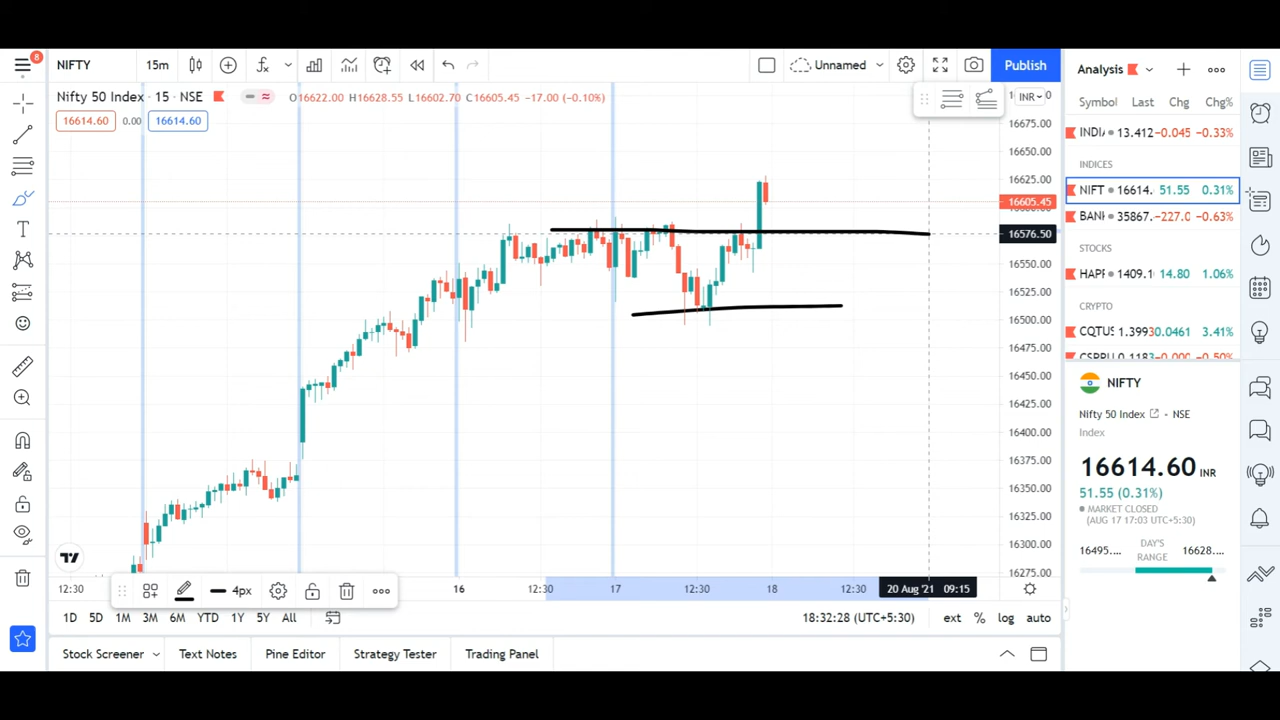 8
NIFTY
15m
Unnamed
Publish
Nifty 50 Index · 15 · NSE
O16622.00 H16628.55 L16602.70 C16605.45 −17.00 (−0.10%)
16614.60 0.00 16614.60
INR
16675.00
16650.00
16625.00
16605.45
16576.50
16550.00
16525.00
16500.00
16475.00
16450.00
16425.00
16400.00
16375.00
16350.00
16325.00
16300.00
16275.00
12:30 16 12:30 17 12:30 18 12:30 20 Aug '21 09:15
4px
1D 5D 1M 3M 6M YTD 1Y 5Y All
18:32:28 (UTC+5:30) ext % log auto
Stock Screener Text Notes Pine Editor Strategy Tester Trading Panel
Analysis
Symbol Last Chg Chg%
INDI 13.412 −0.045 −0.33%
INDICES
NIFT 16614. 51.55 0.31%
BAN 35867. −227.0 −0.63%
STOCKS
HAPF 1409.1 14.80 1.06%
CRYPTO
CQTUS 1.3993 0.0461 3.41%
NIFTY
Nifty 50 Index · NSE
Index
16614.60 INR
51.55 (0.31%)
MARKET CLOSED
(AUG 17 17:03 UTC+5:30)
16495... DAY'S RANGE 16628...